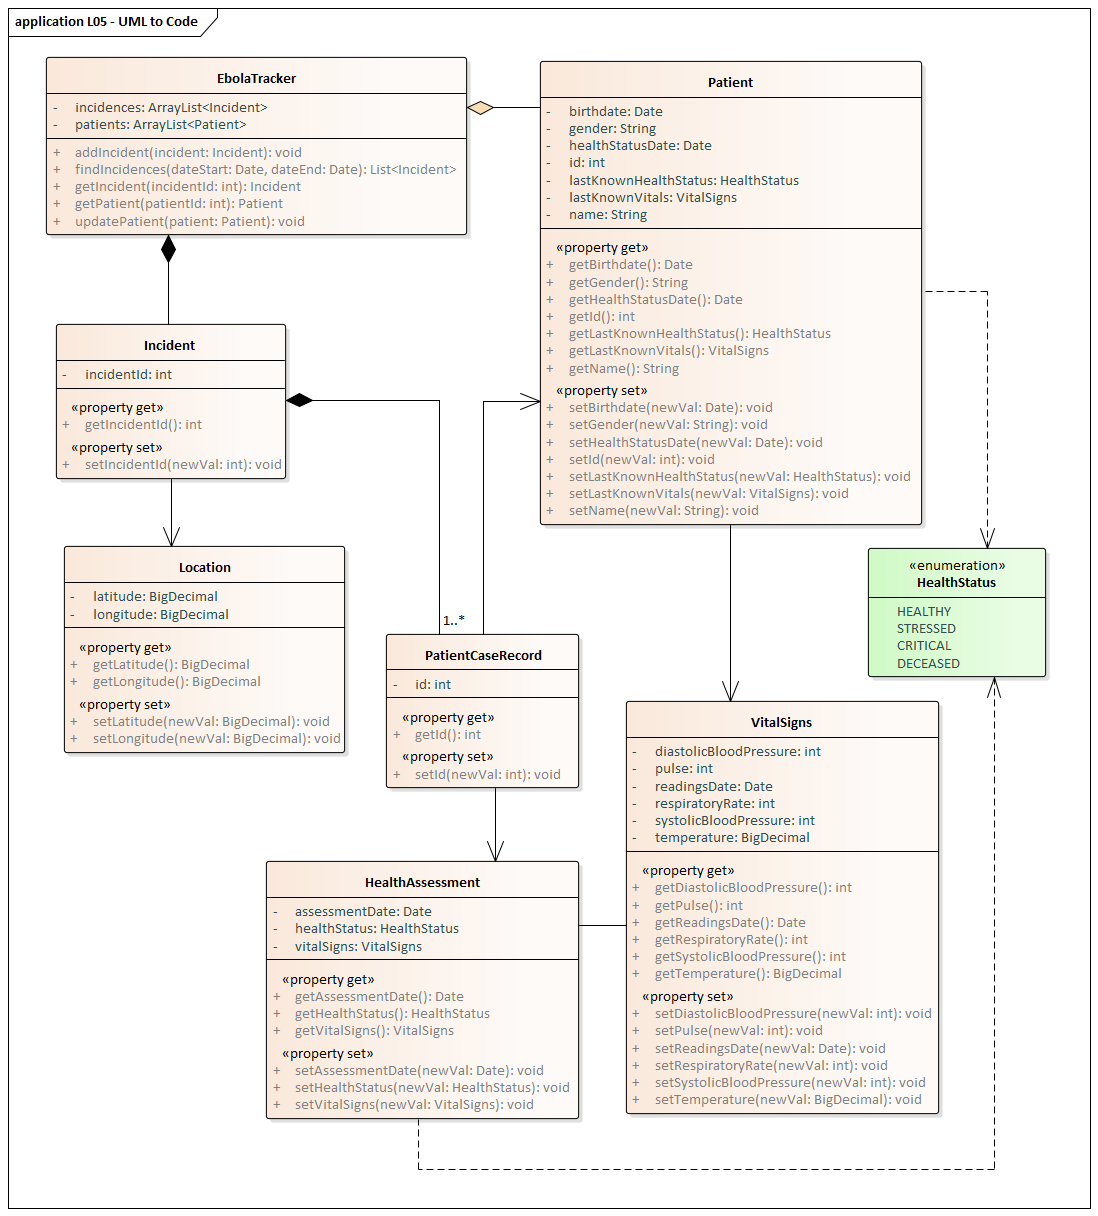 application L05 - UML to Code
EbolaTracker
- incidences: ArrayList<Incident>
- patients: ArrayList<Patient>
+ addIncident(incident: Incident): void
+ findIncidences(dateStart: Date, dateEnd: Date): List<Incident>
+ getIncident(incidentId: int): Incident
+ getPatient(patientId: int): Patient
+ updatePatient(patient: Patient): void
Patient
- birthdate: Date
- gender: String
- healthStatusDate: Date
- id: int
- lastKnownHealthStatus: HealthStatus
- lastKnownVitals: VitalSigns
- name: String
«property get»
+ getBirthdate(): Date
+ getGender(): String
+ getHealthStatusDate(): Date
+ getId(): int
+ getLastKnownHealthStatus(): HealthStatus
+ getLastKnownVitals(): VitalSigns
+ getName(): String
«property set»
+ setBirthdate(newVal: Date): void
+ setGender(newVal: String): void
+ setHealthStatusDate(newVal: Date): void
+ setId(newVal: int): void
+ setLastKnownHealthStatus(newVal: HealthStatus): void
+ setLastKnownVitals(newVal: VitalSigns): void
+ setName(newVal: String): void
Incident
- incidentId: int
«property get»
+ getIncidentId(): int
«property set»
+ setIncidentId(newVal: int): void
Location
- latitude: BigDecimal
- longitude: BigDecimal
«property get»
+ getLatitude(): BigDecimal
+ getLongitude(): BigDecimal
«property set»
+ setLatitude(newVal: BigDecimal): void
+ setLongitude(newVal: BigDecimal): void
«enumeration»
HealthStatus
HEALTHY
STRESSED
CRITICAL
DECEASED
1..*
PatientCaseRecord
- id: int
«property get»
+ getId(): int
«property set»
+ setId(newVal: int): void
VitalSigns
- diastolicBloodPressure: int
- pulse: int
- readingsDate: Date
- respiratoryRate: int
- systolicBloodPressure: int
- temperature: BigDecimal
«property get»
+ getDiastolicBloodPressure(): int
+ getPulse(): int
+ getReadingsDate(): Date
+ getRespiratoryRate(): int
+ getSystolicBloodPressure(): int
+ getTemperature(): BigDecimal
«property set»
+ setDiastolicBloodPressure(newVal: int): void
+ setPulse(newVal: int): void
+ setReadingsDate(newVal: Date): void
+ setRespiratoryRate(newVal: int): void
+ setSystolicBloodPressure(newVal: int): void
+ setTemperature(newVal: BigDecimal): void
HealthAssessment
- assessmentDate: Date
- healthStatus: HealthStatus
- vitalSigns: VitalSigns
«property get»
+ getAssessmentDate(): Date
+ getHealthStatus(): HealthStatus
+ getVitalSigns(): VitalSigns
«property set»
+ setAssessmentDate(newVal: Date): void
+ setHealthStatus(newVal: HealthStatus): void
+ setVitalSigns(newVal: VitalSigns): void